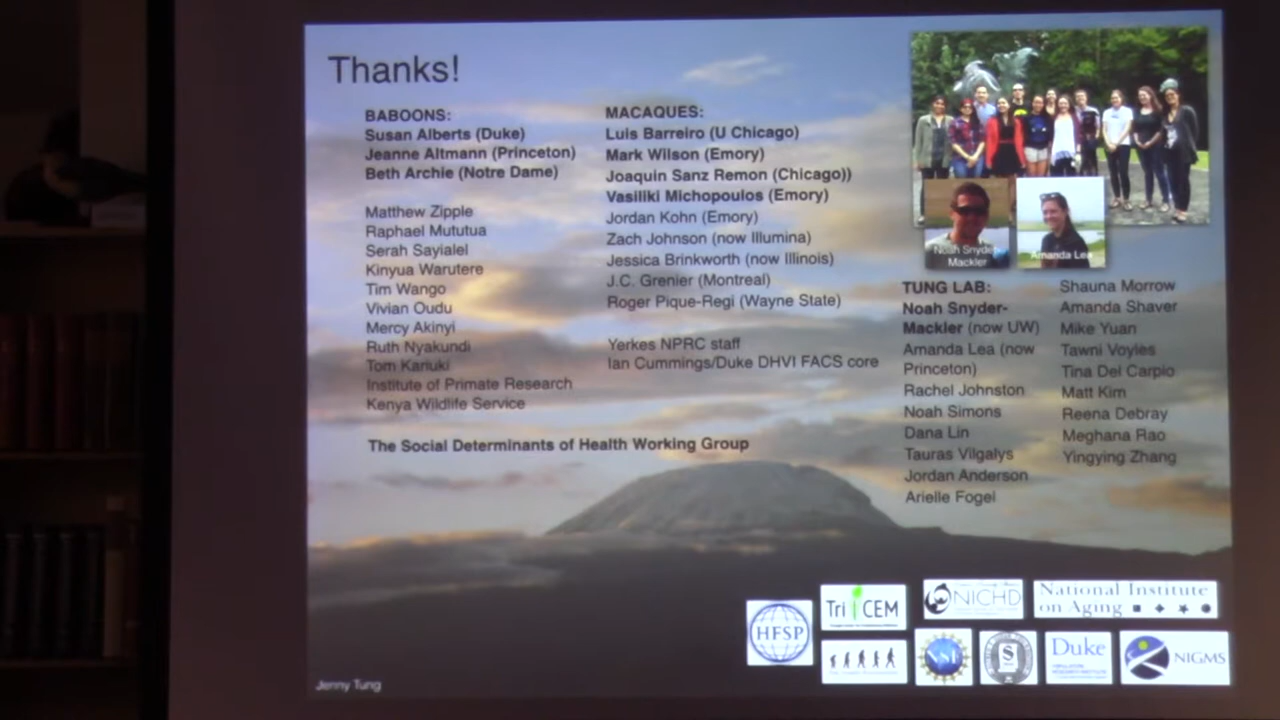 Thanks!
BABOONS:
Susan Alberts (Duke)
Jeanne Altmann (Princeton)
Beth Archie (Notre Dame)
Matthew Zipple
Raphael Mututua
Serah Sayialel
Kinyua Warutere
Tim Wango
Vivian Oudu
Mercy Akinyi
Ruth Nyakundi
Tom Kariuki
Institute of Primate Research
Kenya Wildlife Service
MACAQUES:
Luis Barreiro (U Chicago)
Mark Wilson (Emory)
Joaquin Sanz Remon (Chicago))
Vasiliki Michopoulos (Emory)
Jordan Kohn (Emory)
Zach Johnson (now Illumina)
Jessica Brinkworth (now Illinois)
J.C. Grenier (Montreal)
Roger Pique-Regi (Wayne State)
Yerkes NPRC staff
Ian Cummings/Duke DHVI FACS core
The Social Determinants of Health Working Group
Noah Snyder-
Mackler
Amanda Lea
TUNG LAB:
Noah Snyder-
Mackler (now UW)
Amanda Lea (now
Princeton)
Rachel Johnston
Noah Simons
Dana Lin
Tauras Vilgalys
Jordan Anderson
Arielle Fogel
Shauna Morrow
Amanda Shaver
Mike Yuan
Tawni Voyles
Tina Del Carpio
Matt Kim
Reena Debray
Meghana Rao
Yingying Zhang
HFSP
TriCEM
NICHD
National Institute
on Aging
NSF
Duke
NIGMS
Jenny Tung